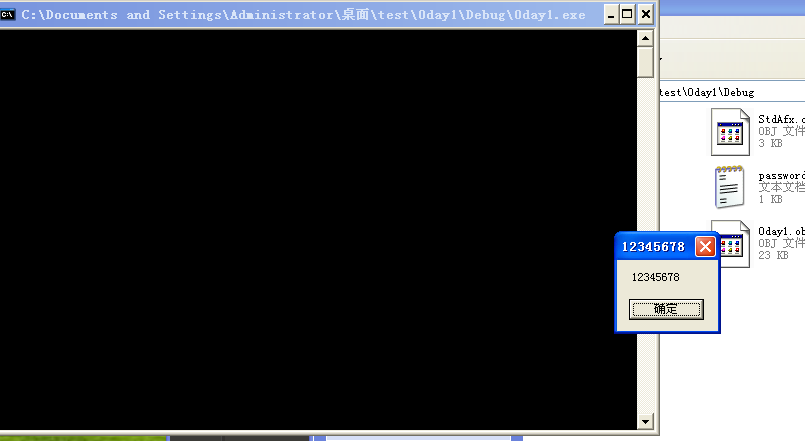 C:\Documents and Settings\Administrator\桌面\test\0day1\Debug\0day1.exe
test\0day1\Debug
StdAfx.
OBJ 文件
3 KB
password
文本文档
1 KB
0day1.ob
OBJ 文件
23 KB
12345678
12345678
确定